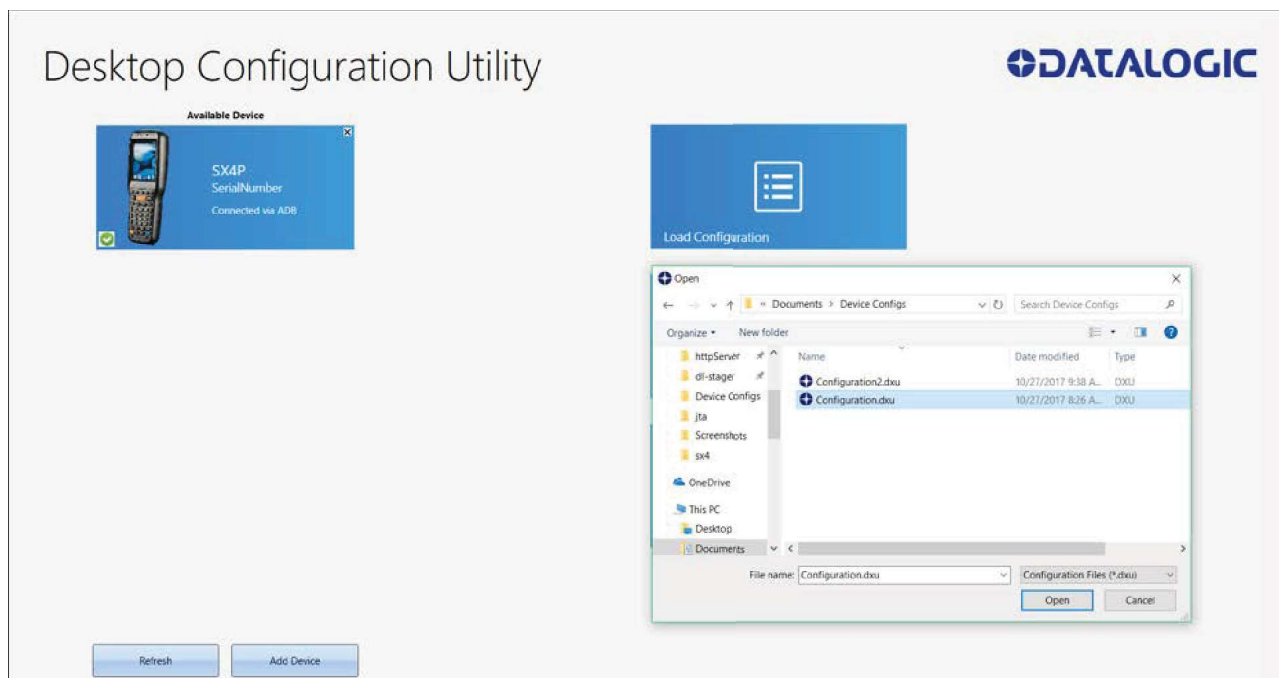 Desktop Configuration Utility
DATALOGIC
Available Device
SX4P
SerialNumber
Connected via ADB
Load Configuration
Open
« Documents > Device Configs
Search Device Configs
Organize
New folder
httpServer
dl-stager
Device Configs
jta
Screenshots
sx4
OneDrive
This PC
Desktop
Documents
Name Date modified Type
Configuration2.dxu 10/27/2017 9:38 A... DXU
Configuration.dxu 10/27/2017 8:26 A... DXU
File name: Configuration.dxu
Configuration Files (*.dxu)
Open
Cancel
Refresh
Add Device